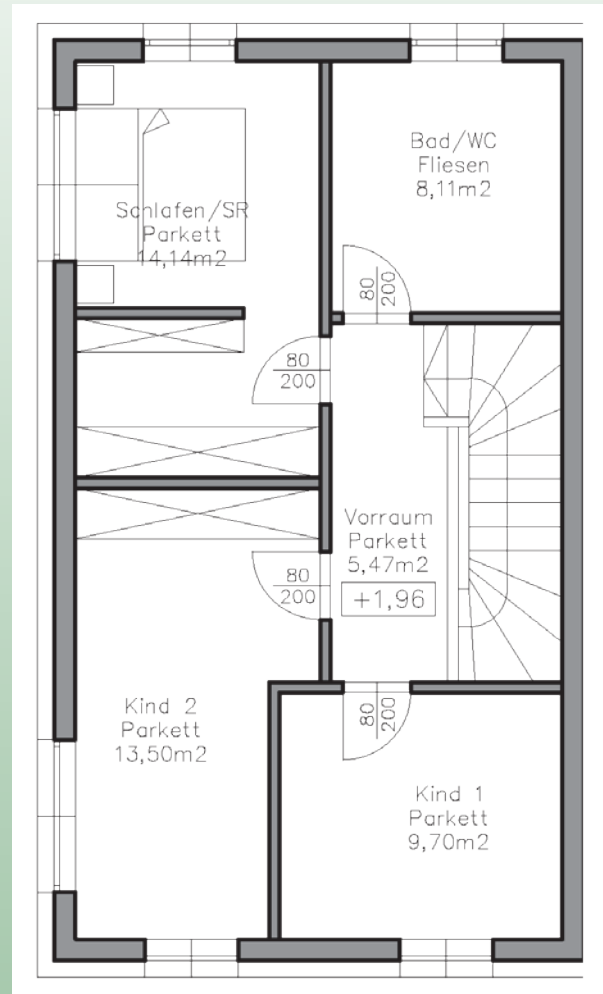 Bad/WC
Fliesen
8,11m2
Schlafen/SR
Parkett
14,14m2
80
200
80
200
Vorraum
Parkett
5,47m2
+1,96
80
200
Kind 2
Parkett
13,50m2
80
200
Kind 1
Parkett
9,70m2